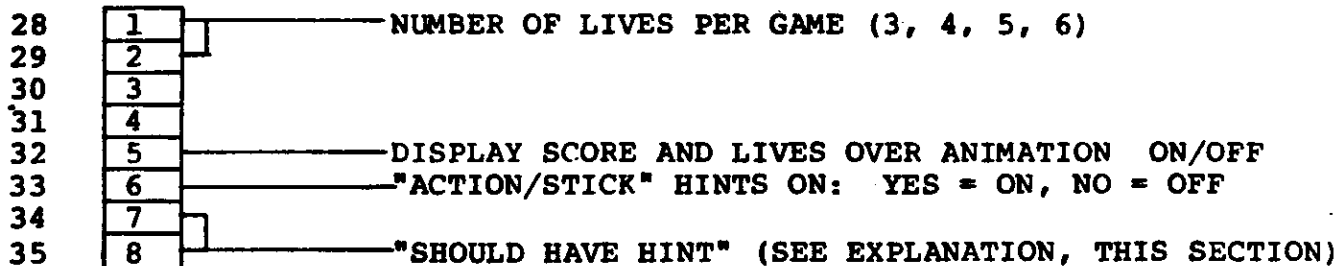 28 1 NUMBER OF LIVES PER GAME (3, 4, 5, 6)
29 2
30 3
31 4
32 5 DISPLAY SCORE AND LIVES OVER ANIMATION ON/OFF
33 6 "ACTION/STICK" HINTS ON: YES = ON, NO = OFF
34 7
35 8 "SHOULD HAVE HINT" (SEE EXPLANATION, THIS SECTION)